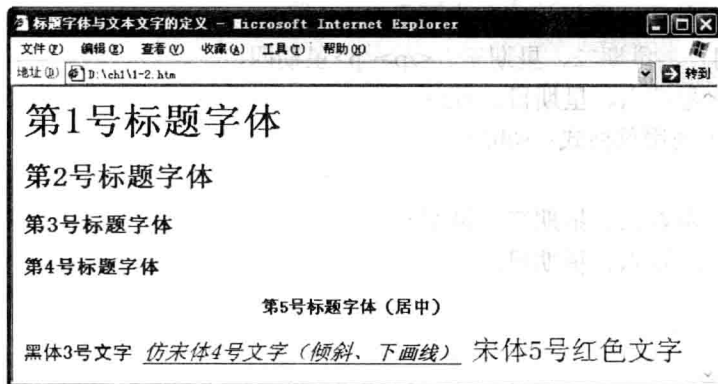 标题字体与文本文字的定义 - Microsoft Internet Explorer
文件(F) 编辑(E) 查看(V) 收藏(A) 工具(T) 帮助(H)
地址(D) D:\ch1\1-2.htm 转到
第1号标题字体
第2号标题字体
第3号标题字体
第4号标题字体
第5号标题字体（居中）
黑体3号文字 仿宋体4号文字（倾斜、下画线） 宋体5号红色文字